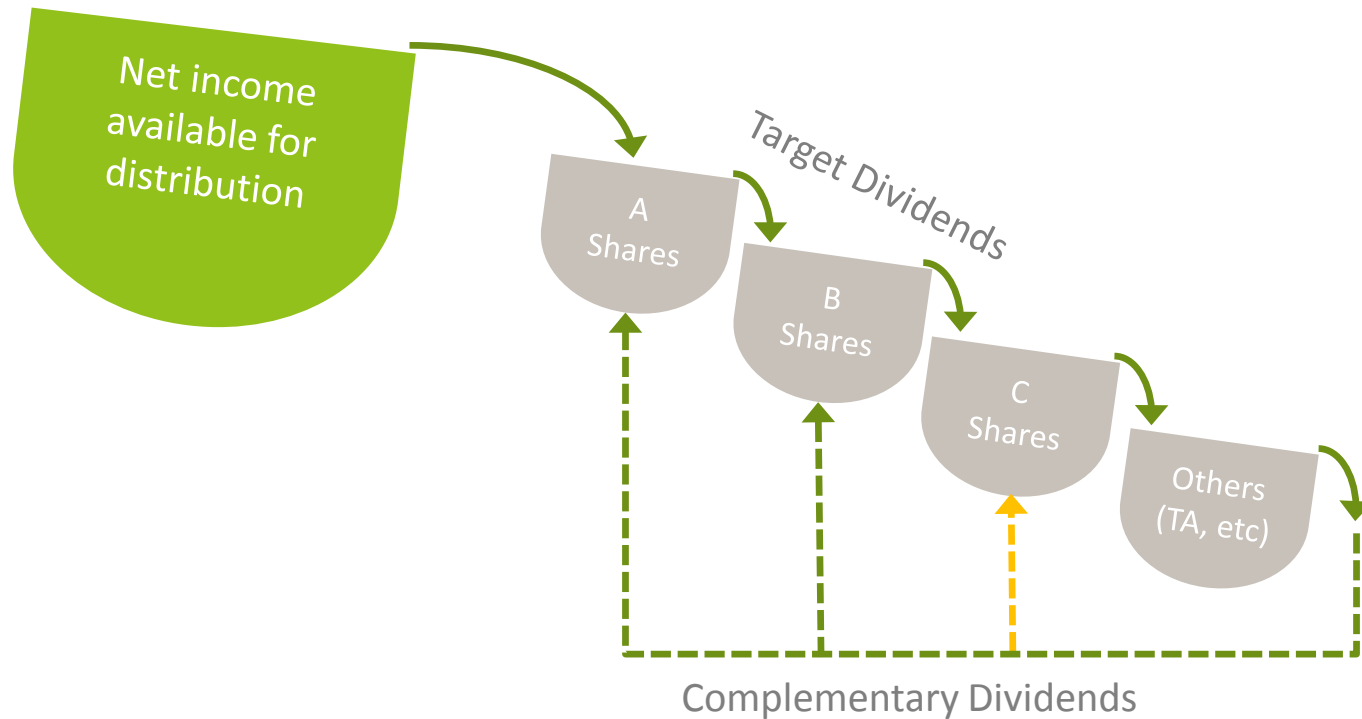 Net income
available for
distribution
Target Dividends
A
Shares
B
Shares
C
Shares
Others
(TA, etc)
Complementary Dividends